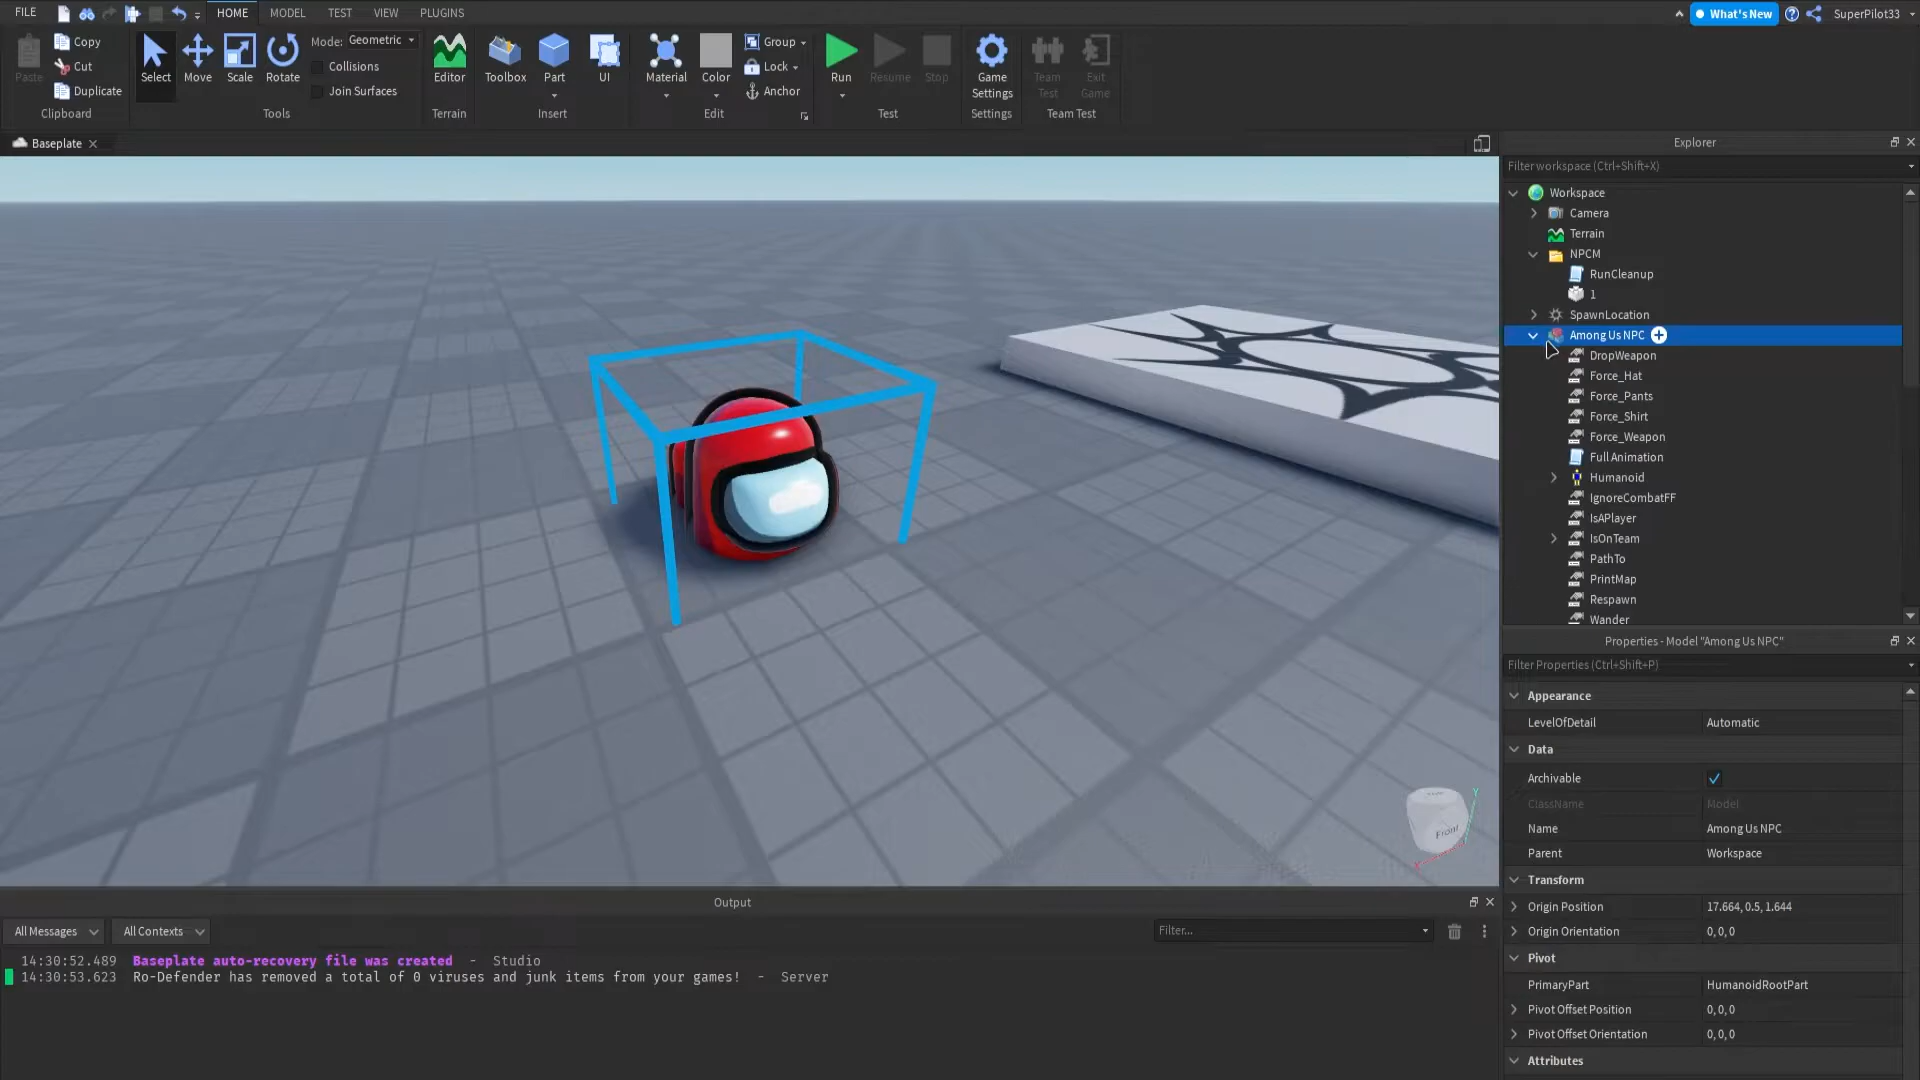 FILE HOME MODEL TEST VIEW PLUGINS What's New SuperPilot33
Paste Copy Cut Duplicate Clipboard
Select Move Scale Rotate Mode: Geometric Collisions Join Surfaces Tools
Editor Terrain
Toolbox Part UI Insert
Material Color Group Lock Anchor Edit
Run Resume Stop Test
Game Settings Settings
Team Test Exit Game Team Test
Baseplate
Explorer
Filter workspace (Ctrl+Shift+X)
Workspace
Camera
Terrain
NPCM
RunCleanup
1
SpawnLocation
Among Us NPC
DropWeapon
Force_Hat
Force_Pants
Force_Shirt
Force_Weapon
Full Animation
Humanoid
IgnoreCombatFF
IsAPlayer
IsOnTeam
PathTo
PrintMap
Respawn
Wander
Properties - Model "Among Us NPC"
Filter Properties (Ctrl+Shift+P)
Appearance
LevelOfDetail Automatic
Data
Archivable
ClassName Model
Name Among Us NPC
Parent Workspace
Transform
Origin Position 17.664, 0.5, 1.644
Origin Orientation 0, 0, 0
Pivot
PrimaryPart HumanoidRootPart
Pivot Offset Position 0, 0, 0
Pivot Offset Orientation 0, 0, 0
Attributes
Front
Y
X
Output
All Messages All Contexts Filter...
14:30:52.489 Baseplate auto-recovery file was created - Studio
14:30:53.623 Ro-Defender has removed a total of 0 viruses and junk items from your games! - Server